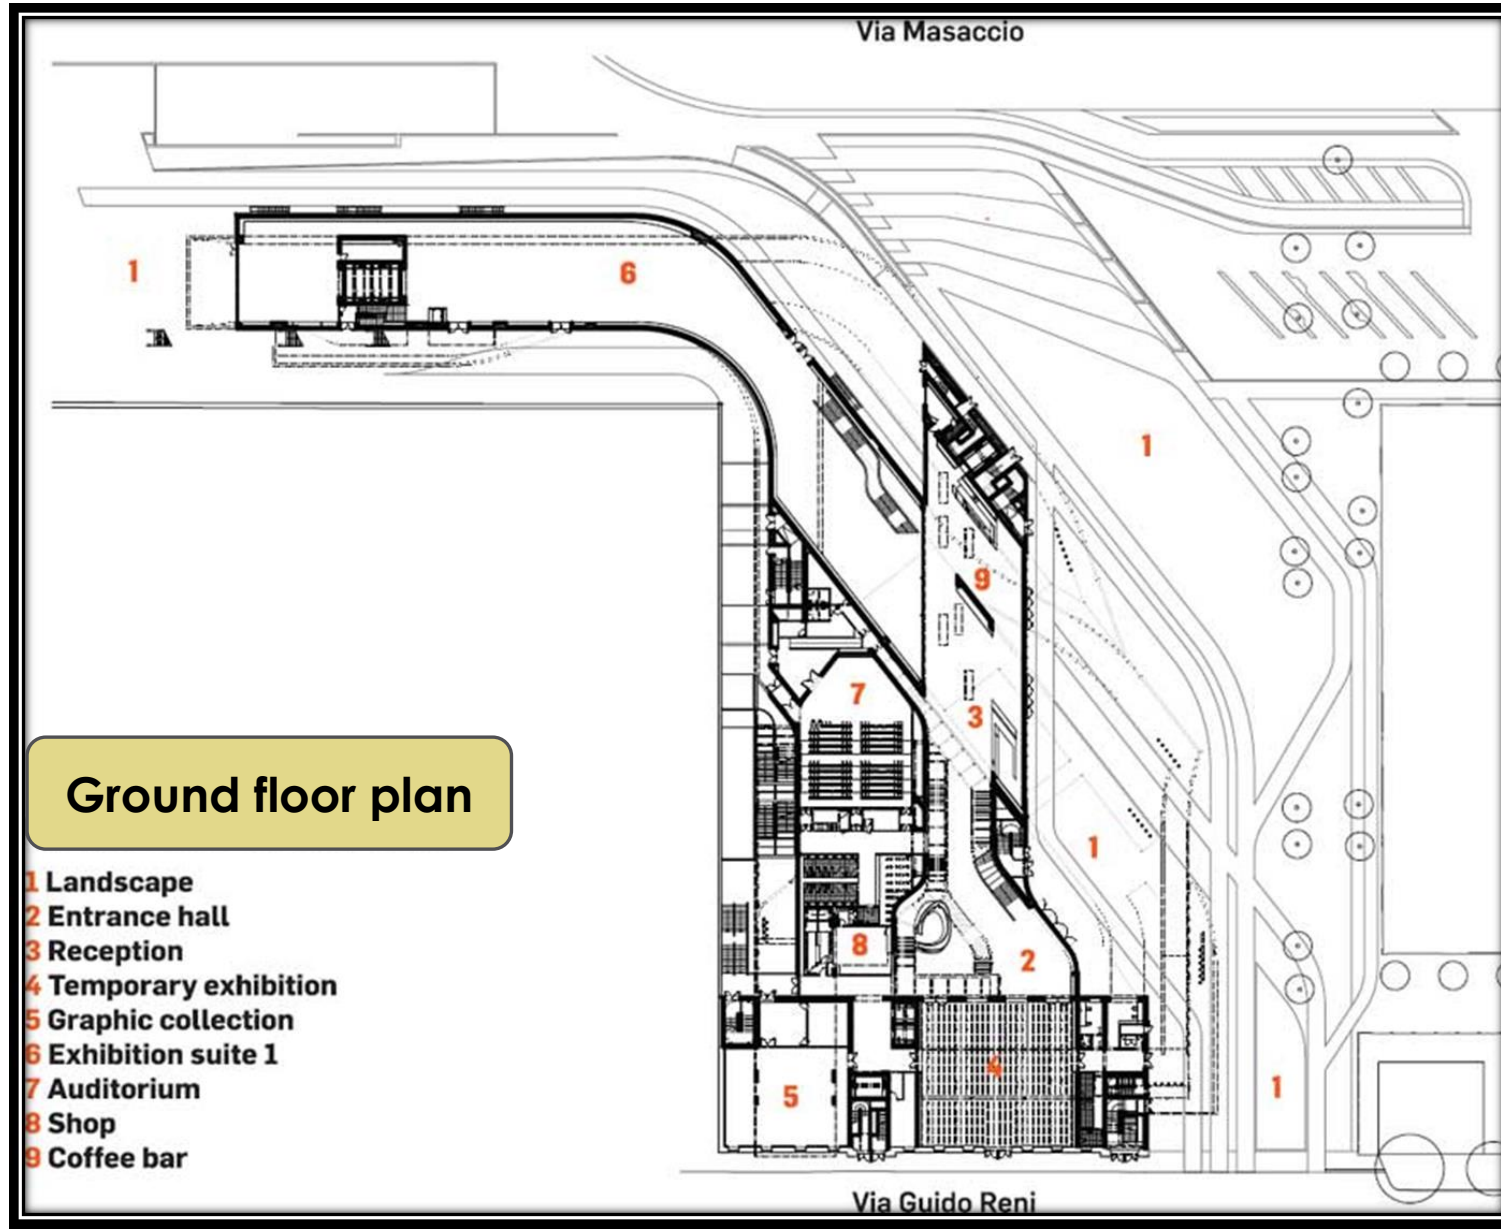 Via Masaccio
1
6
1
9
7
3
1
8
2
4
5
1
Ground floor plan
1 Landscape
2 Entrance hall
3 Reception
4 Temporary exhibition
5 Graphic collection
6 Exhibition suite 1
7 Auditorium
8 Shop
9 Coffee bar
Via Guido Reni